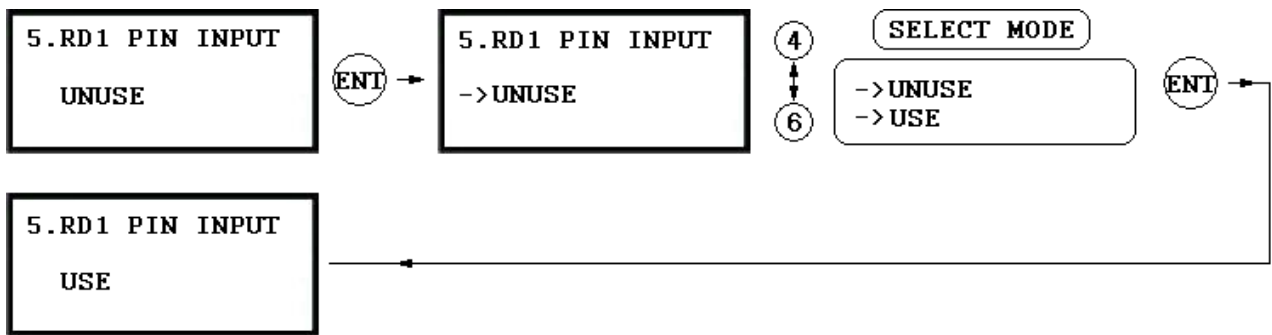 5.RD1 PIN INPUT
UNUSE
ENT
5.RD1 PIN INPUT
->UNUSE
4
6
SELECT MODE
->UNUSE
->USE
ENT
5.RD1 PIN INPUT
USE